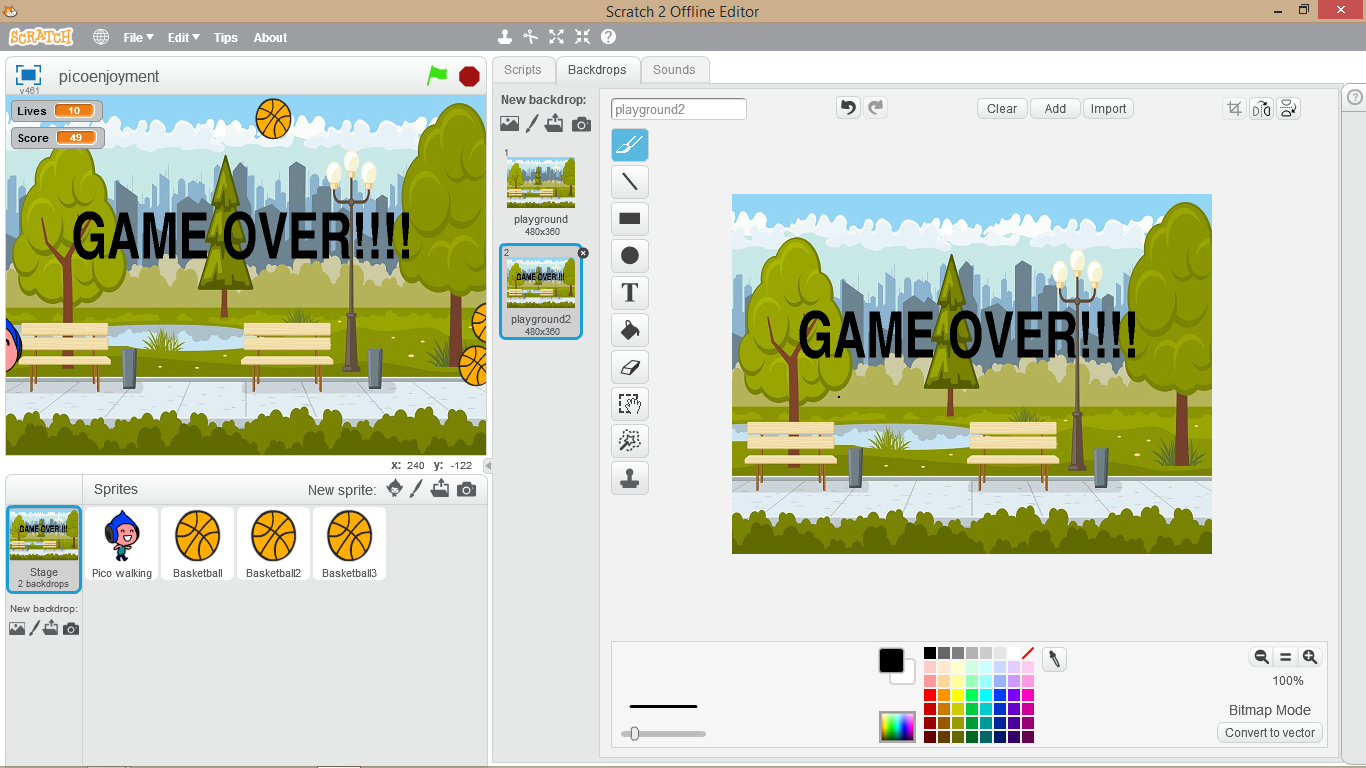 Scratch 2 Offline Editor
SCRATCH File Edit Tips About
picoenjoyment
v461
Lives 10
Score 49
GAME OVER!!!!
x: 240 y: -122
Sprites New sprite:
Stage
2 backdrops
New backdrop:
Pico walking
Basketball
Basketball2
Basketball3
Scripts Backdrops Sounds
New backdrop:
1
playground
480x360
2
GAME OVER!!!!
playground2
480x360
playground2
Clear Add Import
T
GAME OVER!!!!
100%
Bitmap Mode
Convert to vector